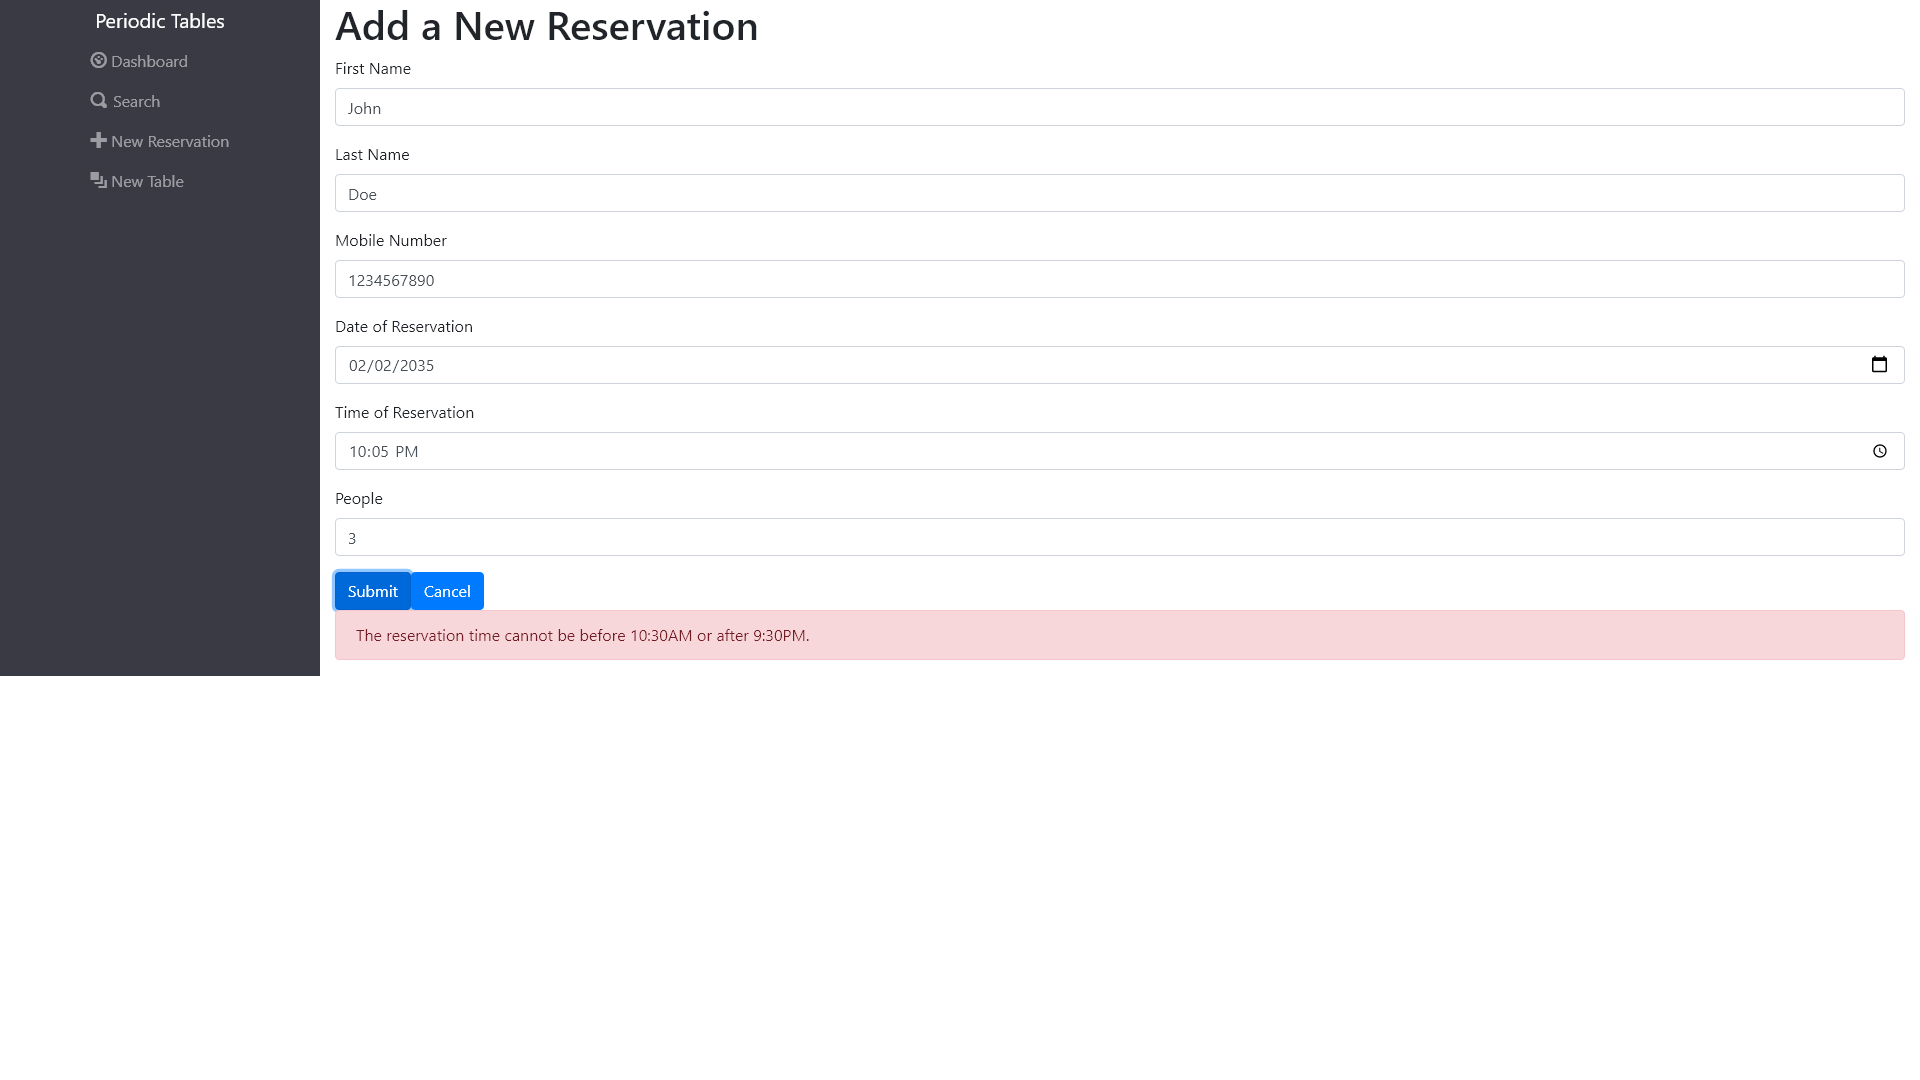 Periodic Tables
Dashboard
Search
New Reservation
New Table
Add a New Reservation
First Name
John
Last Name
Doe
Mobile Number
1234567890
Date of Reservation
02/02/2035
Time of Reservation
10:05 PM
People
3
Submit Cancel
The reservation time cannot be before 10:30AM or after 9:30PM.